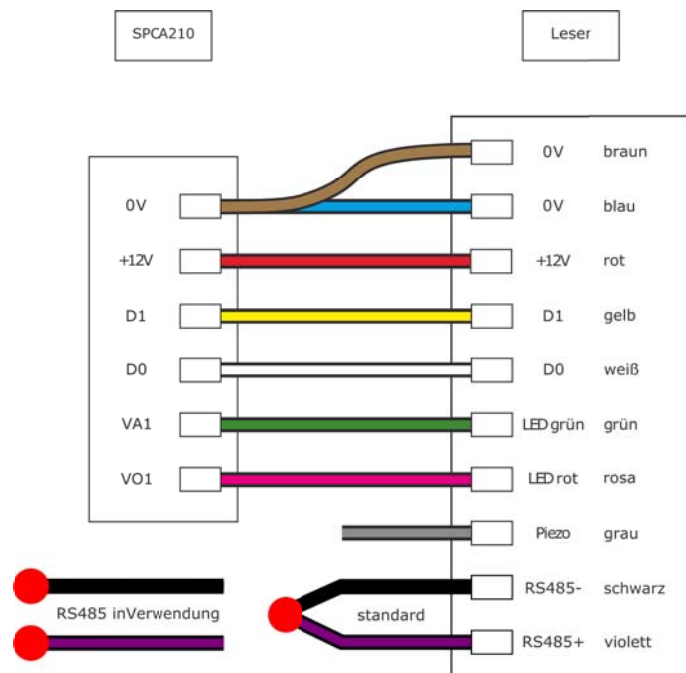 SPCA210 Leser
0V braun
0V 0V blau
+12V +12V rot
D1 D1 gelb
D0 D0 weiß
VA1 LED grün grün
VO1 LED rot rosa
Piezo grau
RS485- schwarz
RS485 inVerwendung standard
RS485+ violett